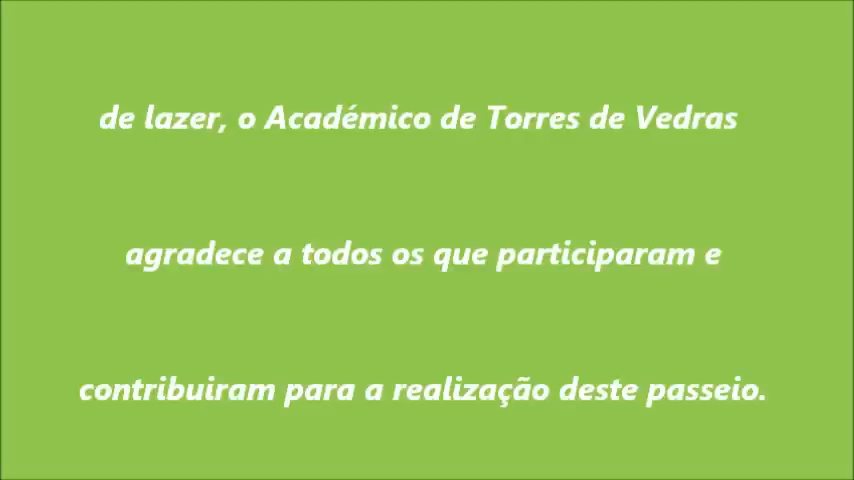 de lazer, o Académico de Torres de Vedras
agradece a todos os que participaram e
contribuiram para a realização deste passeio.